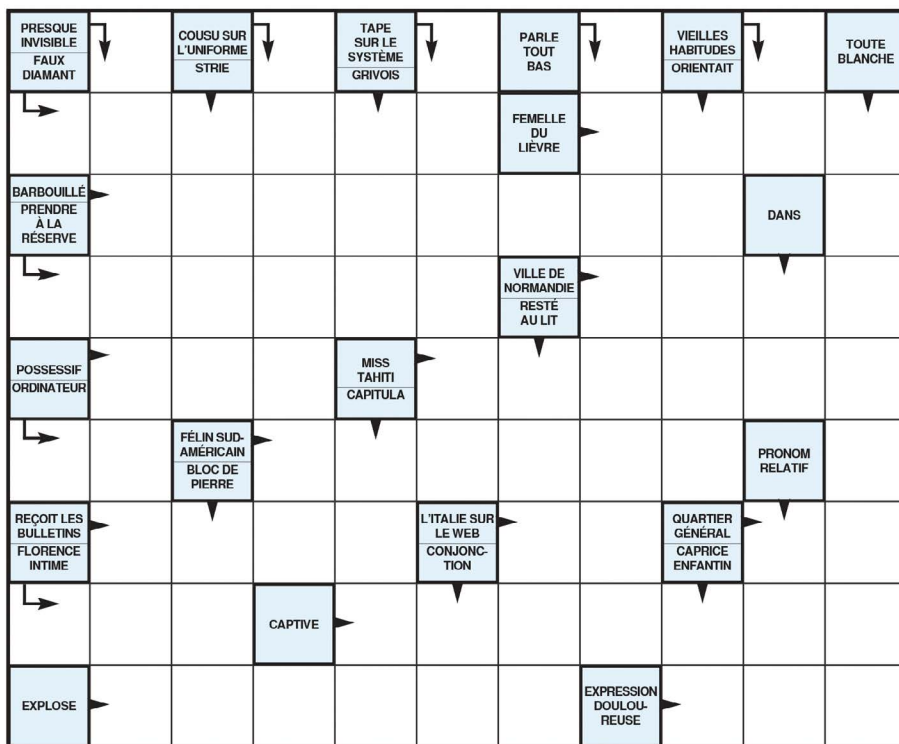 PRESQUE
INVISIBLE
FAUX
DIAMANT
COUSU SUR
L'UNIFORME
STRIE
TAPE
SUR LE
SYSTÈME
GRIVOIS
PARLE
TOUT
BAS
VIEILLES
HABITUDES
ORIENTAIT
TOUTE
BLANCHE
FEMELLE
DU
LIÈVRE
BARBOUILLÉ
PRENDRE
À LA
RÉSERVE
DANS
VILLE DE
NORMANDIE
RESTÉ
AU LIT
POSSESSIF
ORDINATEUR
MISS
TAHITI
CAPITULA
FÉLIN SUD-
AMÉRICAIN
BLOC DE
PIERRE
PRONOM
RELATIF
REÇOIT LES
BULLETINS
FLORENCE
INTIME
L'ITALIE SUR
LE WEB
CONJONC-
TION
QUARTIER
GÉNÉRAL
CAPRICE
ENFANTIN
CAPTIVE
EXPLOSE
EXPRESSION
DOULOU-
REUSE